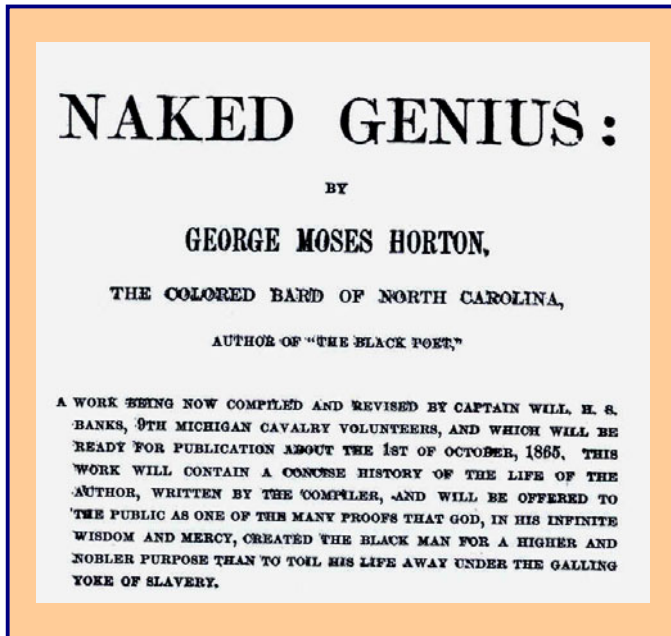 NAKED GENIUS:
BY
GEORGE MOSES HORTON,
THE COLORED BARD OF NORTH CAROLINA,
AUTHOR OF "THE BLACK POET,"
A WORK BEING NOW COMPILED AND REVISED BY CAPTAIN WILL. H. S.
BANKS, 9TH MICHIGAN CAVALRY VOLUNTEERS, AND WHICH WILL BE
READY FOR PUBLICATION ABOUT THE 1ST OF OCTOBER, 1865. THIS
WORK WILL CONTAIN A CONCISE HISTORY OF THE LIFE OF THE
AUTHOR, WRITTEN BY THE COMPILER, AND WILL BE OFFERED TO
THE PUBLIC AS ONE OF THE MANY PROOFS THAT GOD, IN HIS INFINITE
WISDOM AND MERCY, CREATED THE BLACK MAN FOR A HIGHER AND
NOBLER PURPOSE THAN TO TOIL HIS LIFE AWAY UNDER THE GALLING
YOKE OF SLAVERY.